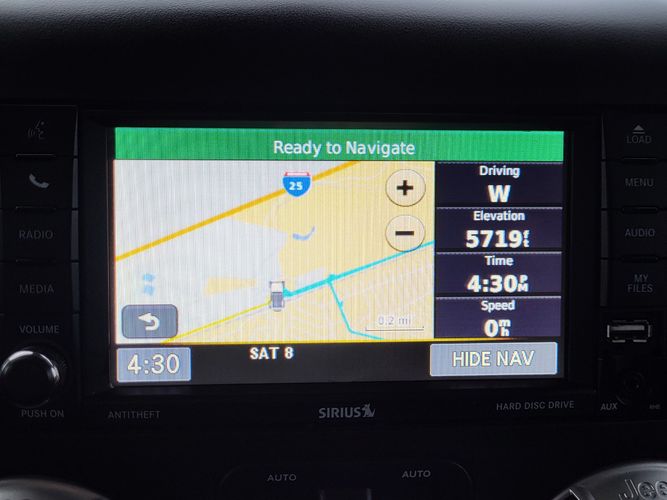 LOAD
Ready to Navigate
25
+
−
0.2 mi
Driving
W
Elevation
5719ft
Time
4:30PM
Speed
0mh
4:30
SAT 8
HIDE NAV
RADIO
MEDIA
VOLUME
PUSH ON
MENU
AUDIO
MY
FILES
AUX
ANTITHEFT
SIRIUS
HARD DISC DRIVE
AUTO
AUTO
Jee